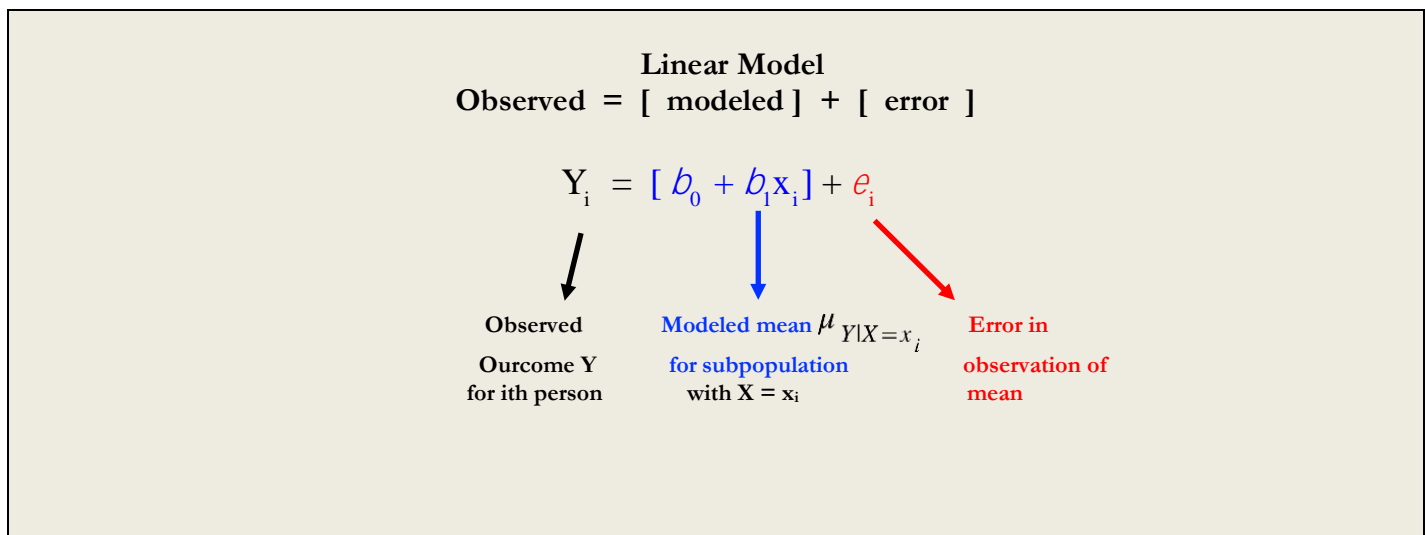 Linear Model
Observed = [ modeled ] + [ error ]
Yᵢ = [ b₀ + b₁xᵢ] + eᵢ
Observed Modeled mean μ Y|X=xᵢ Error in
Ourcome Y for subpopulation observation of
for ith person with X = xᵢ mean